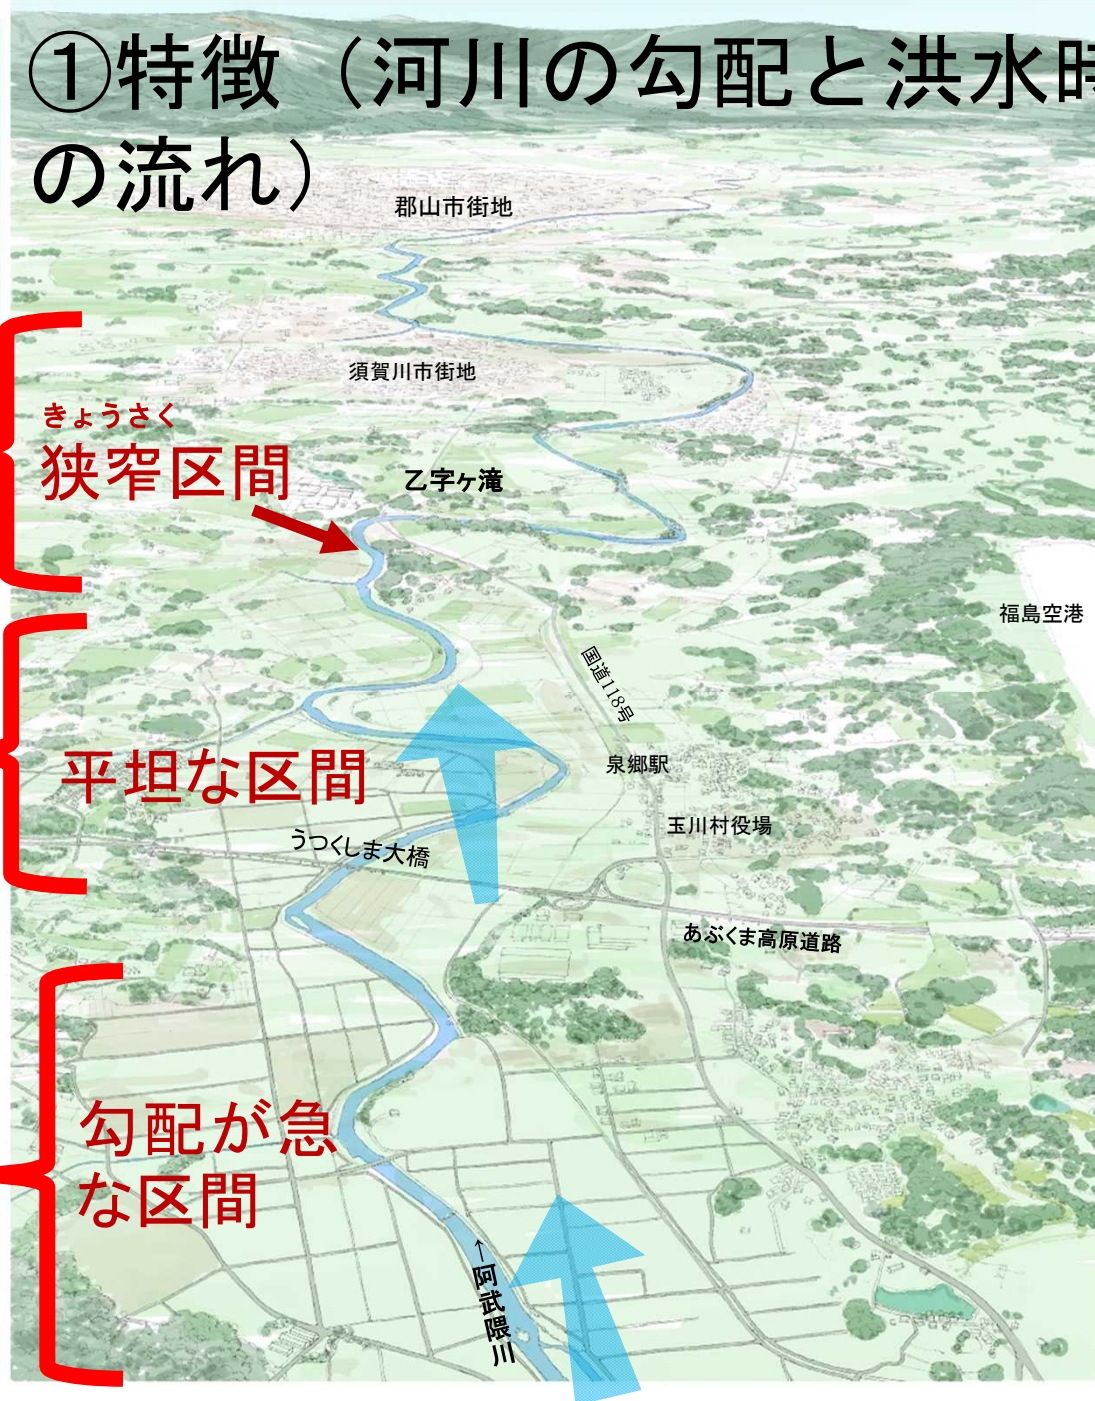 ①特徴（河川の勾配と洪水時
の流れ）
郡山市街地
須賀川市街地
きょうさく
狭窄区間
乙字ヶ滝
福島空港
国道118号
平坦な区間
泉郷駅
玉川村役場
うつくしま大橋
あぶくま高原道路
勾配が急
な区間
←阿武隈川